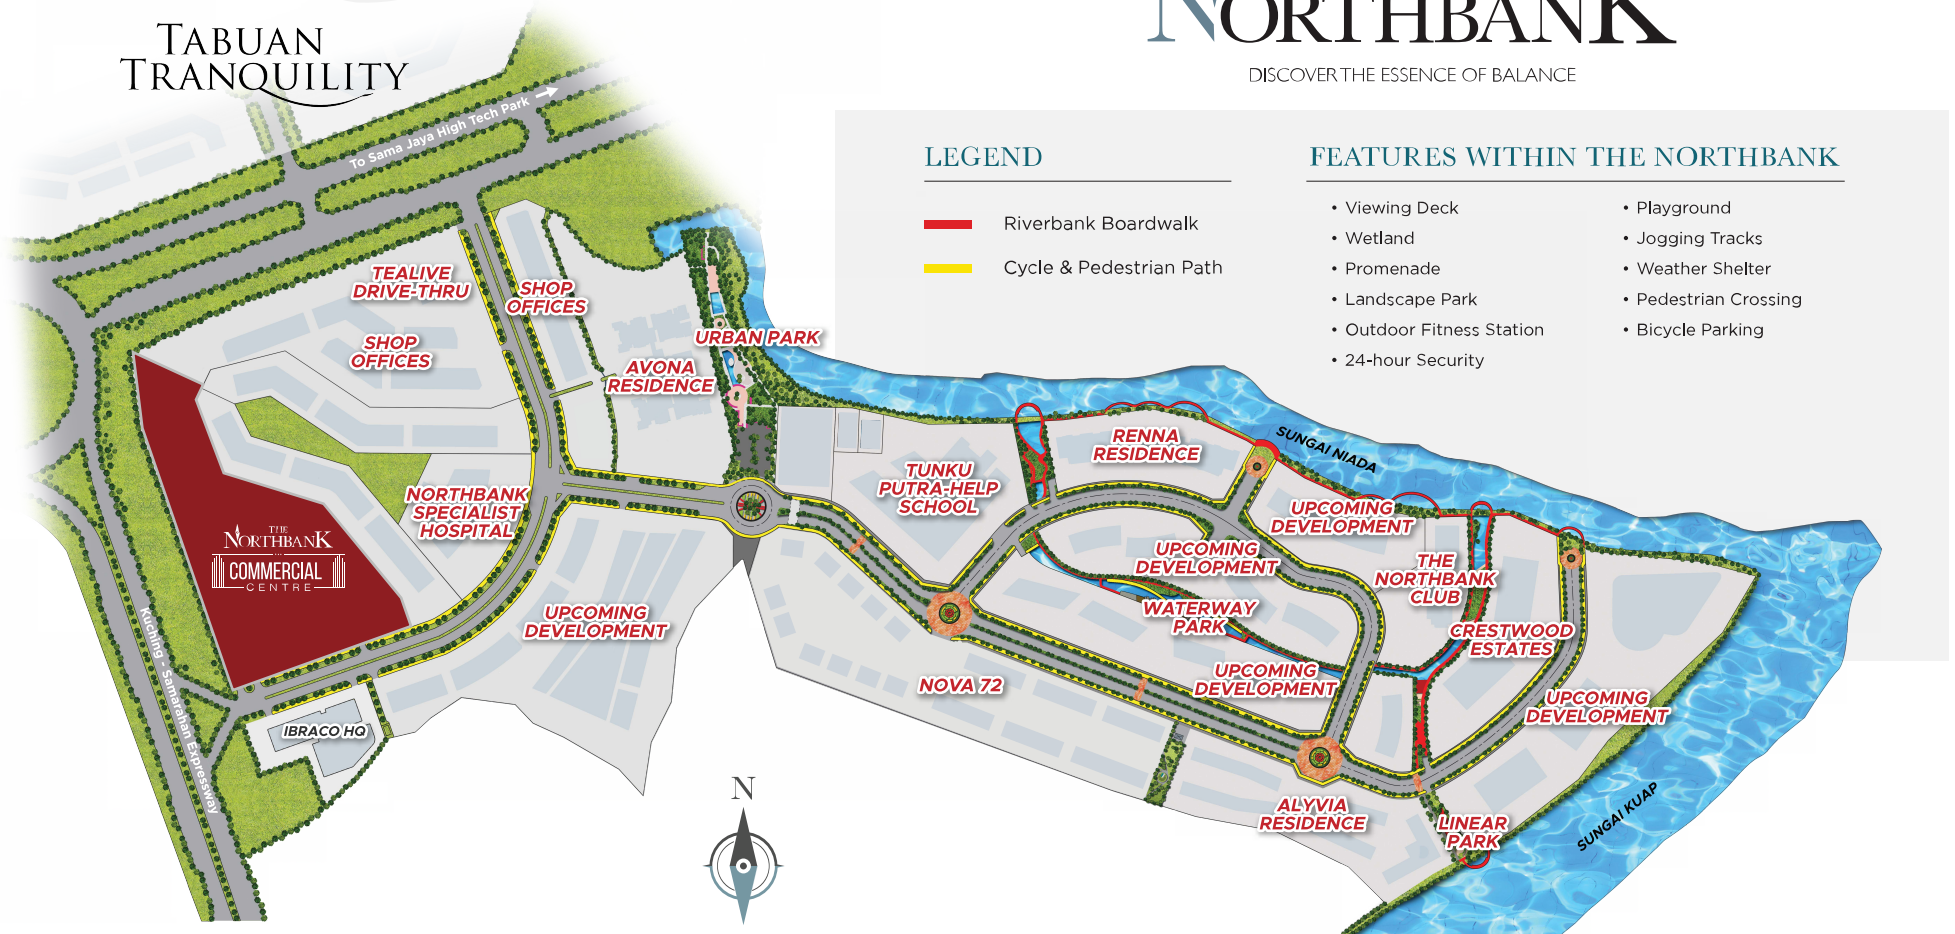 TABUAN
TRANQUILITY
NORTHBANK
DISCOVER THE ESSENCE OF BALANCE
LEGEND
Riverbank Boardwalk
Cycle & Pedestrian Path
FEATURES WITHIN THE NORTHBANK
• Viewing Deck
• Wetland
• Promenade
• Landscape Park
• Outdoor Fitness Station
• 24-hour Security
• Playground
• Jogging Tracks
• Weather Shelter
• Pedestrian Crossing
• Bicycle Parking
To Sama Jaya High Tech Park
TEALIVE
DRIVE-THRU
SHOP
OFFICES
SHOP
OFFICES
URBAN PARK
AVONA
RESIDENCE
NORTHBANK
SPECIALIST
HOSPITAL
THE
NORTHBANK
COMMERCIAL
CENTRE
UPCOMING
DEVELOPMENT
IBRACO HQ
Kuching - Samarahan Expressway
TUNKU
PUTRA-HELP
SCHOOL
RENNA
RESIDENCE
SUNGAI NIADA
UPCOMING
DEVELOPMENT
UPCOMING
DEVELOPMENT
THE
NORTHBANK
CLUB
WATERWAY
PARK
CRESTWOOD
ESTATES
UPCOMING
DEVELOPMENT
NOVA 72
UPCOMING
DEVELOPMENT
ALYVIA
RESIDENCE
LINEAR
PARK
SUNGAI KUAP
N